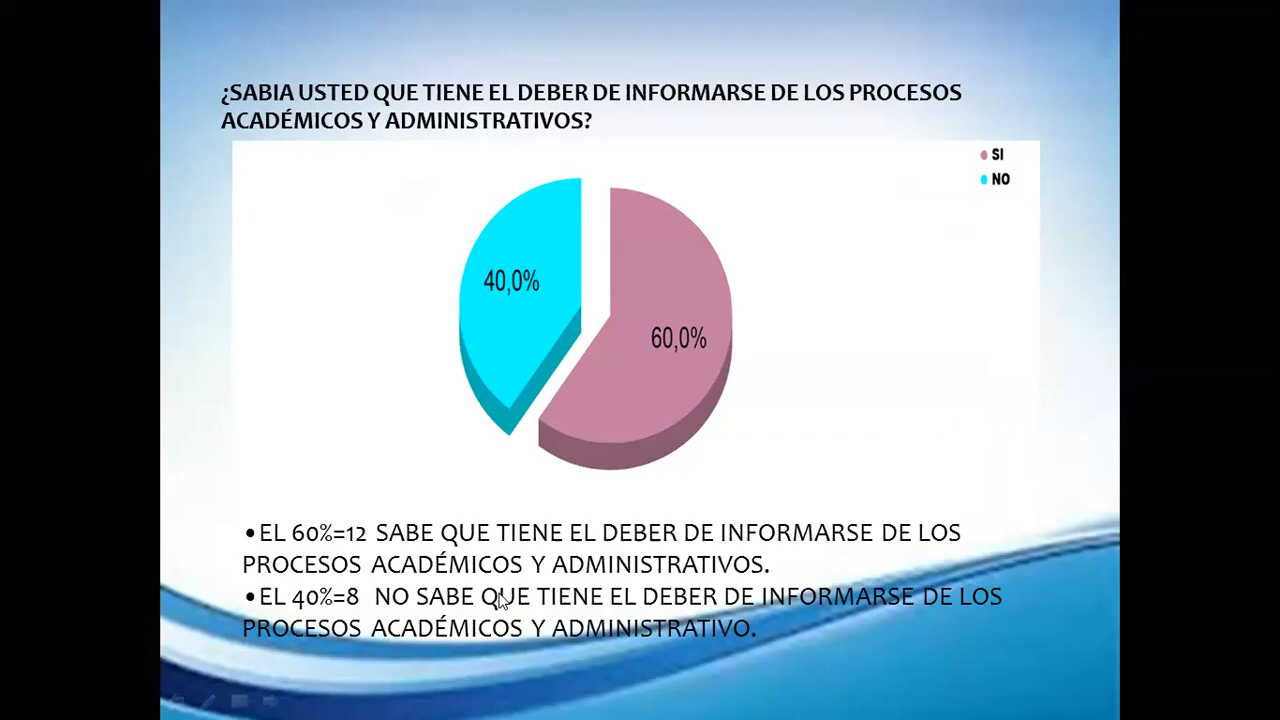 ¿SABIA USTED QUE TIENE EL DEBER DE INFORMARSE DE LOS PROCESOS
ACADÉMICOS Y ADMINISTRATIVOS?
SI
NO
40,0%
60,0%
•EL 60%=12 SABE QUE TIENE EL DEBER DE INFORMARSE DE LOS
PROCESOS ACADÉMICOS Y ADMINISTRATIVOS.
•EL 40%=8 NO SABE QUE TIENE EL DEBER DE INFORMARSE DE LOS
PROCESOS ACADÉMICOS Y ADMINISTRATIVO.